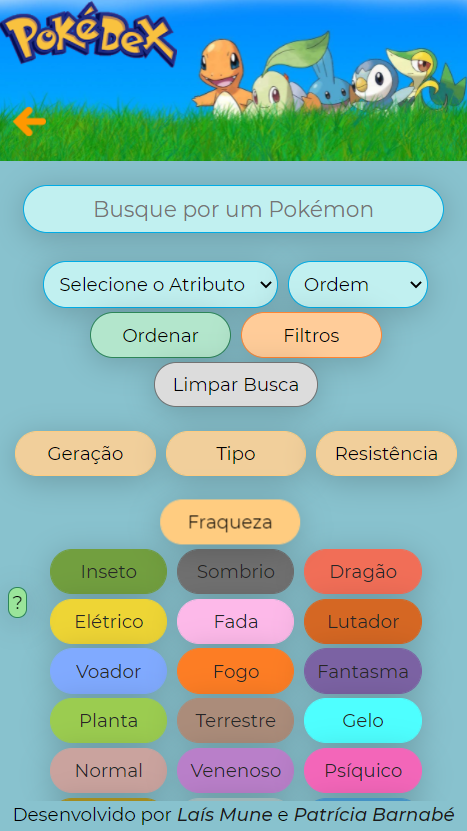 PoKéDeX
Busque por um Pokémon
Selecione o Atributo Ordem
Ordenar Filtros
Limpar Busca
Geração Tipo Resistência
Fraqueza
Inseto Sombrio Dragão
?
Elétrico Fada Lutador
Voador Fogo Fantasma
Planta Terrestre Gelo
Normal Venenoso Psíquico
Desenvolvido por Laís Mune e Patrícia Barnabé